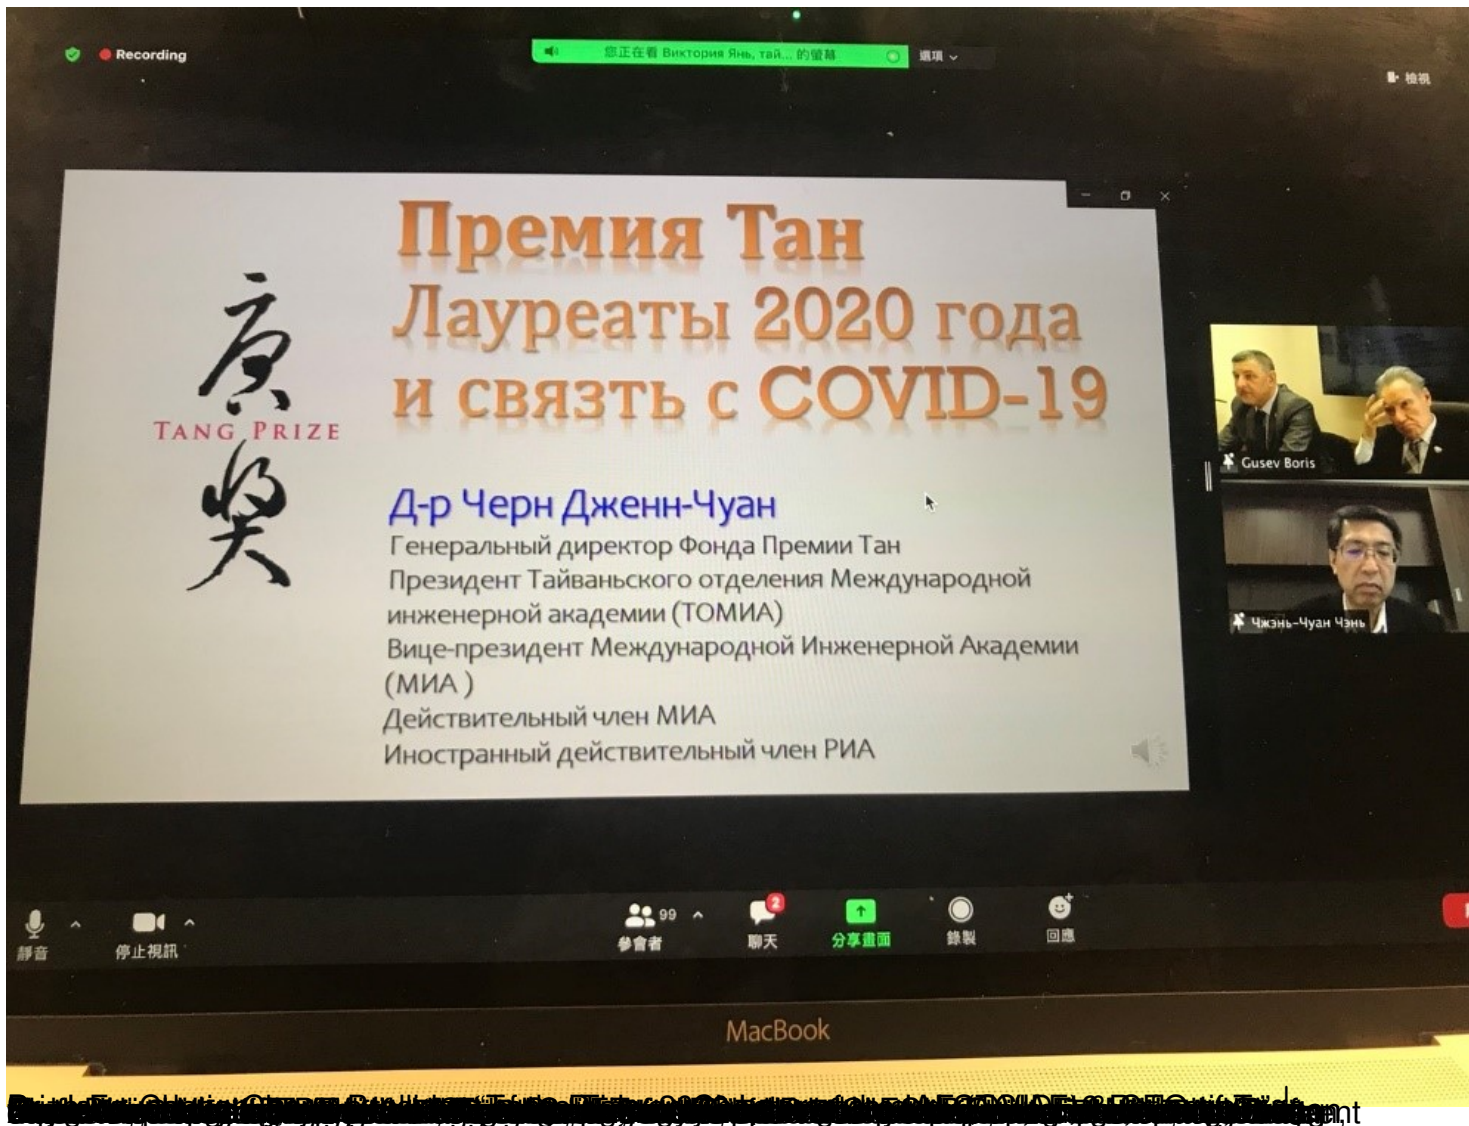 Recording
您正在看 Виктория Янь, тай... 的螢幕
選項
檢視
Премия Тан
Лауреаты 2020 года
и связть с COVID-19
唐
TANG PRIZE
獎
Д-р Черн Дженн-Чуан
Генеральный директор Фонда Премии Тан
Президент Тайваньского отделения Международной
инженерной академии (ТОМИА)
Вице-президент Международной Инженерной Академии
(МИА )
Действительный член МИА
Иностранный действительный член РИА
Gusev Boris
Чжэнь-Чуан Чэнь
靜音
停止視訊
99
參會者
2
聊天
分享畫面
錄製
回應
MacBook